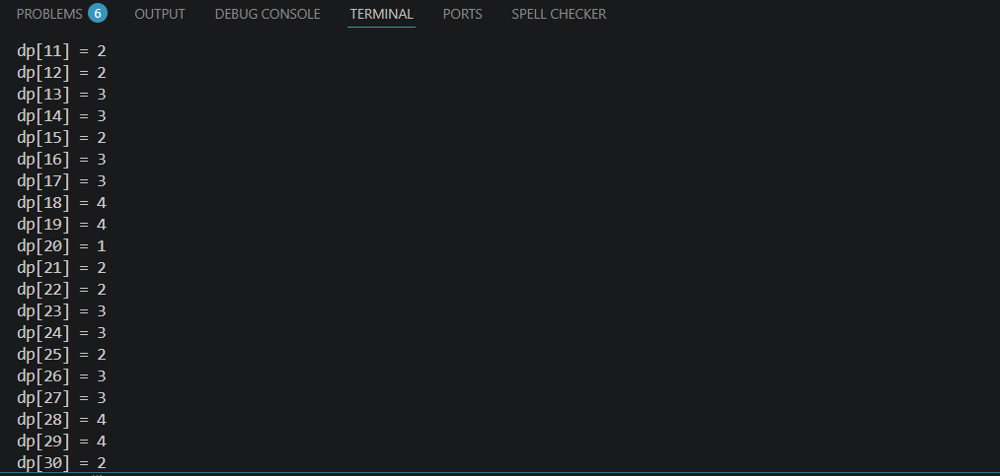 PROBLEMS 6 OUTPUT DEBUG CONSOLE TERMINAL PORTS SPELL CHECKER
dp[11] = 2
dp[12] = 2
dp[13] = 3
dp[14] = 3
dp[15] = 2
dp[16] = 3
dp[17] = 3
dp[18] = 4
dp[19] = 4
dp[20] = 1
dp[21] = 2
dp[22] = 2
dp[23] = 3
dp[24] = 3
dp[25] = 2
dp[26] = 3
dp[27] = 3
dp[28] = 4
dp[29] = 4
dp[30] = 2